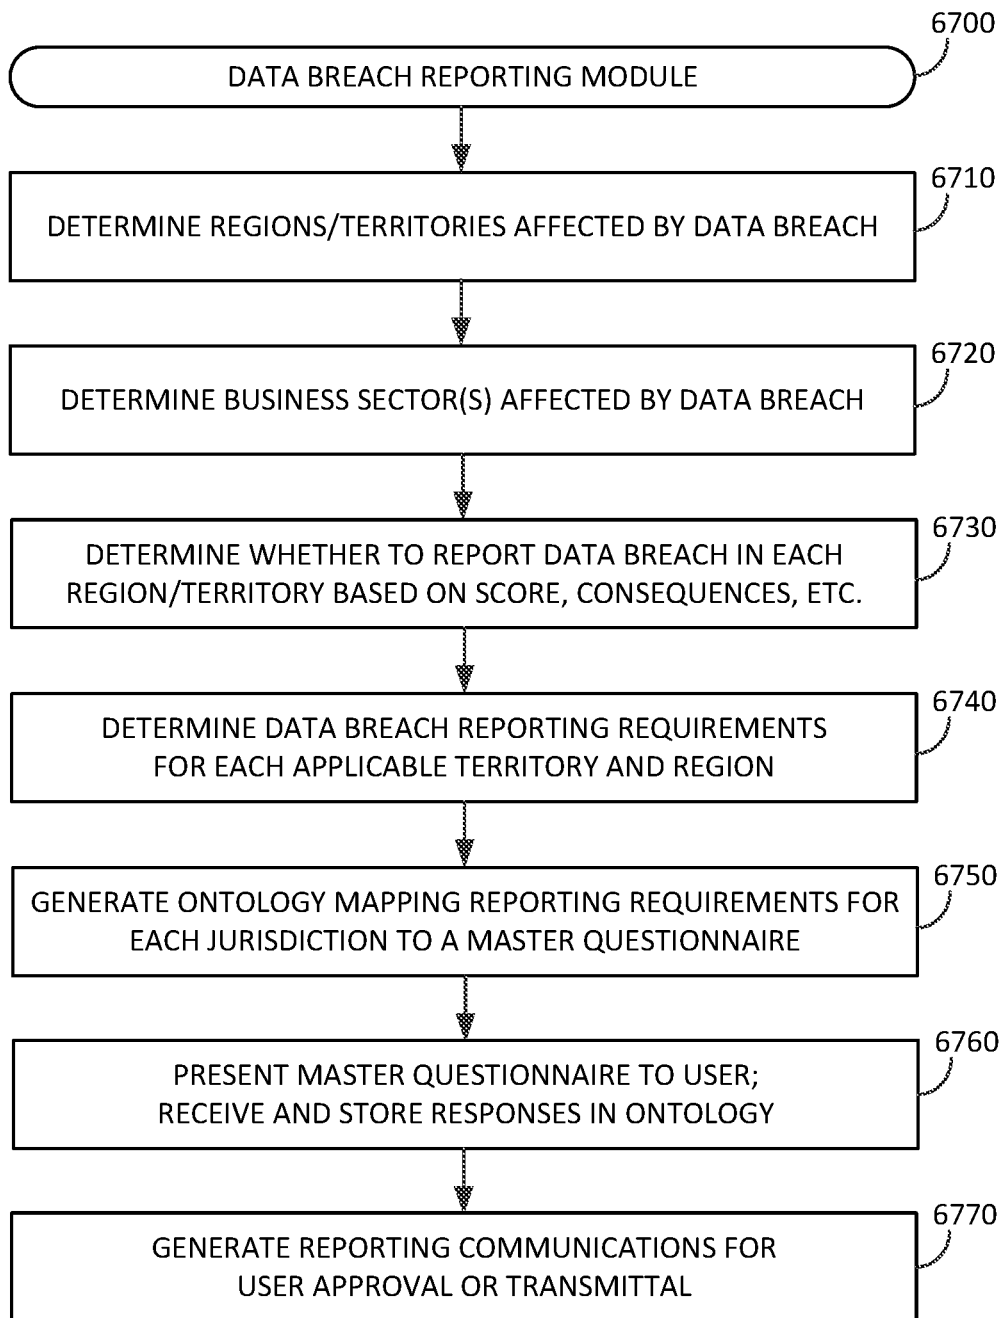 6700
DATA BREACH REPORTING MODULE
6710
DETERMINE REGIONS/TERRITORIES AFFECTED BY DATA BREACH
6720
DETERMINE BUSINESS SECTOR(S) AFFECTED BY DATA BREACH
6730
DETERMINE WHETHER TO REPORT DATA BREACH IN EACH
REGION/TERRITORY BASED ON SCORE, CONSEQUENCES, ETC.
6740
DETERMINE DATA BREACH REPORTING REQUIREMENTS
FOR EACH APPLICABLE TERRITORY AND REGION
6750
GENERATE ONTOLOGY MAPPING REPORTING REQUIREMENTS FOR
EACH JURISDICTION TO A MASTER QUESTIONNAIRE
6760
PRESENT MASTER QUESTIONNAIRE TO USER;
RECEIVE AND STORE RESPONSES IN ONTOLOGY
6770
GENERATE REPORTING COMMUNICATIONS FOR
USER APPROVAL OR TRANSMITTAL